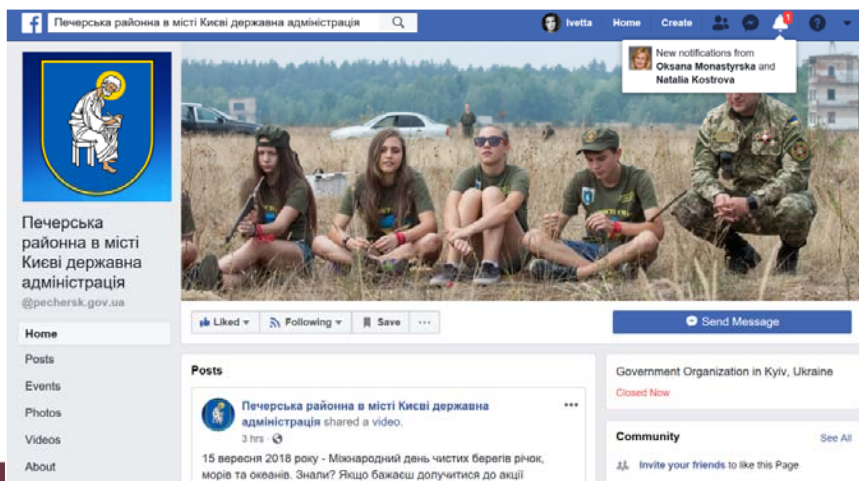 Печерська районна в місті Києві державна адміністрація
Ivetta
Home
Create
1
New notifications from
Oksana Monastyrska and
Natalia Kostrova
Печерська
районна в місті
Києві державна
адміністрація
@pechersk.gov.ua
Home
Posts
Events
Photos
Videos
About
Liked
Following
Save
Send Message
Posts
Печерська районна в місті Києві державна
адміністрація shared a video.
3 hrs
15 вересня 2018 року - Міжнародний день чистих берегів річок,
морів та океанів. Знали? Якщо бажаєш долучитися до акції
Government Organization in Kyiv, Ukraine
Closed Now
Community
See All
Invite your friends to like this Page